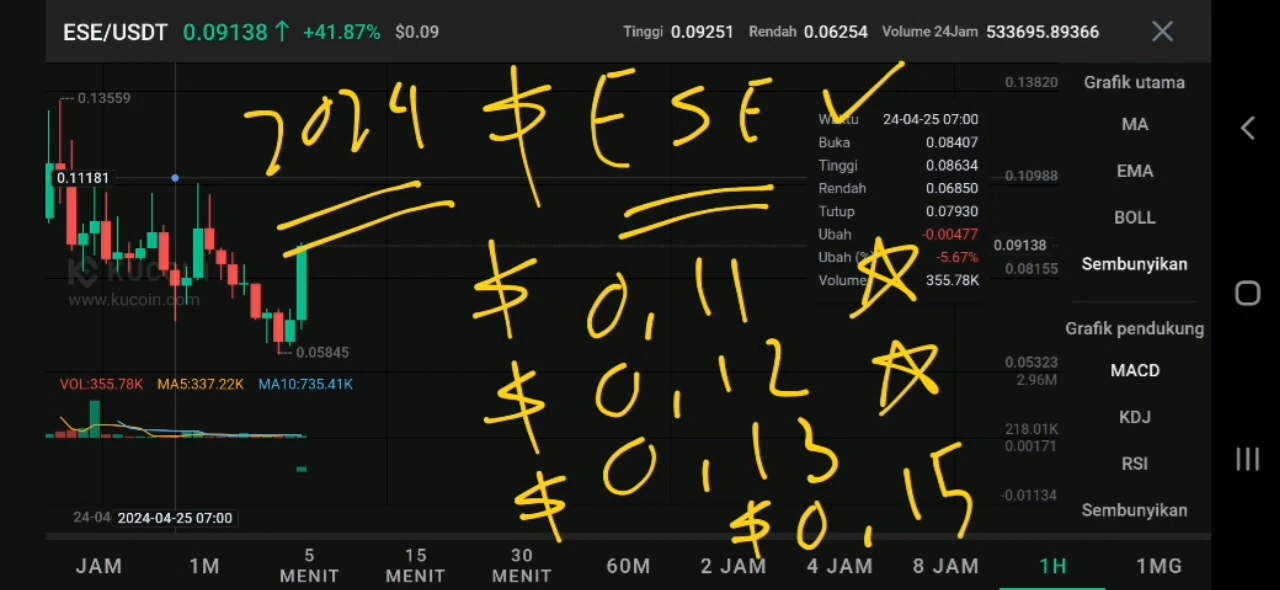 ESE/USDT 0.09138↑ +41.87% $0.09 Tinggi 0.09251 Rendah 0.06254 Volume 24Jam 533695.89366
2024 $ESE
0.13559
0.11181
0.05845
KUCOIN
www.kucoin.com
Waktu 24-04-25 07:00
Buka 0.08407
Tinggi 0.08634
Rendah 0.06850
Tutup 0.07930
Ubah -0.00477
Ubah (%) -5.67%
Volume 355.78K
$0,11
$0,12
$0,13
$0,15
0.13820
0.10988
0.09138
0.08155
0.05323
2.96M
218.01K
0.00171
-0.01134
Grafik utama
MA
EMA
BOLL
Sembunyikan
Grafik pendukung
MACD
KDJ
RSI
Sembunyikan
VOL:355.78K MA5:337.22K MA10:735.41K
24-04 2024-04-25 07:00
JAM 1M 5 MENIT 15 MENIT 30 MENIT 60M 2 JAM 4 JAM 8 JAM 1H 1MG